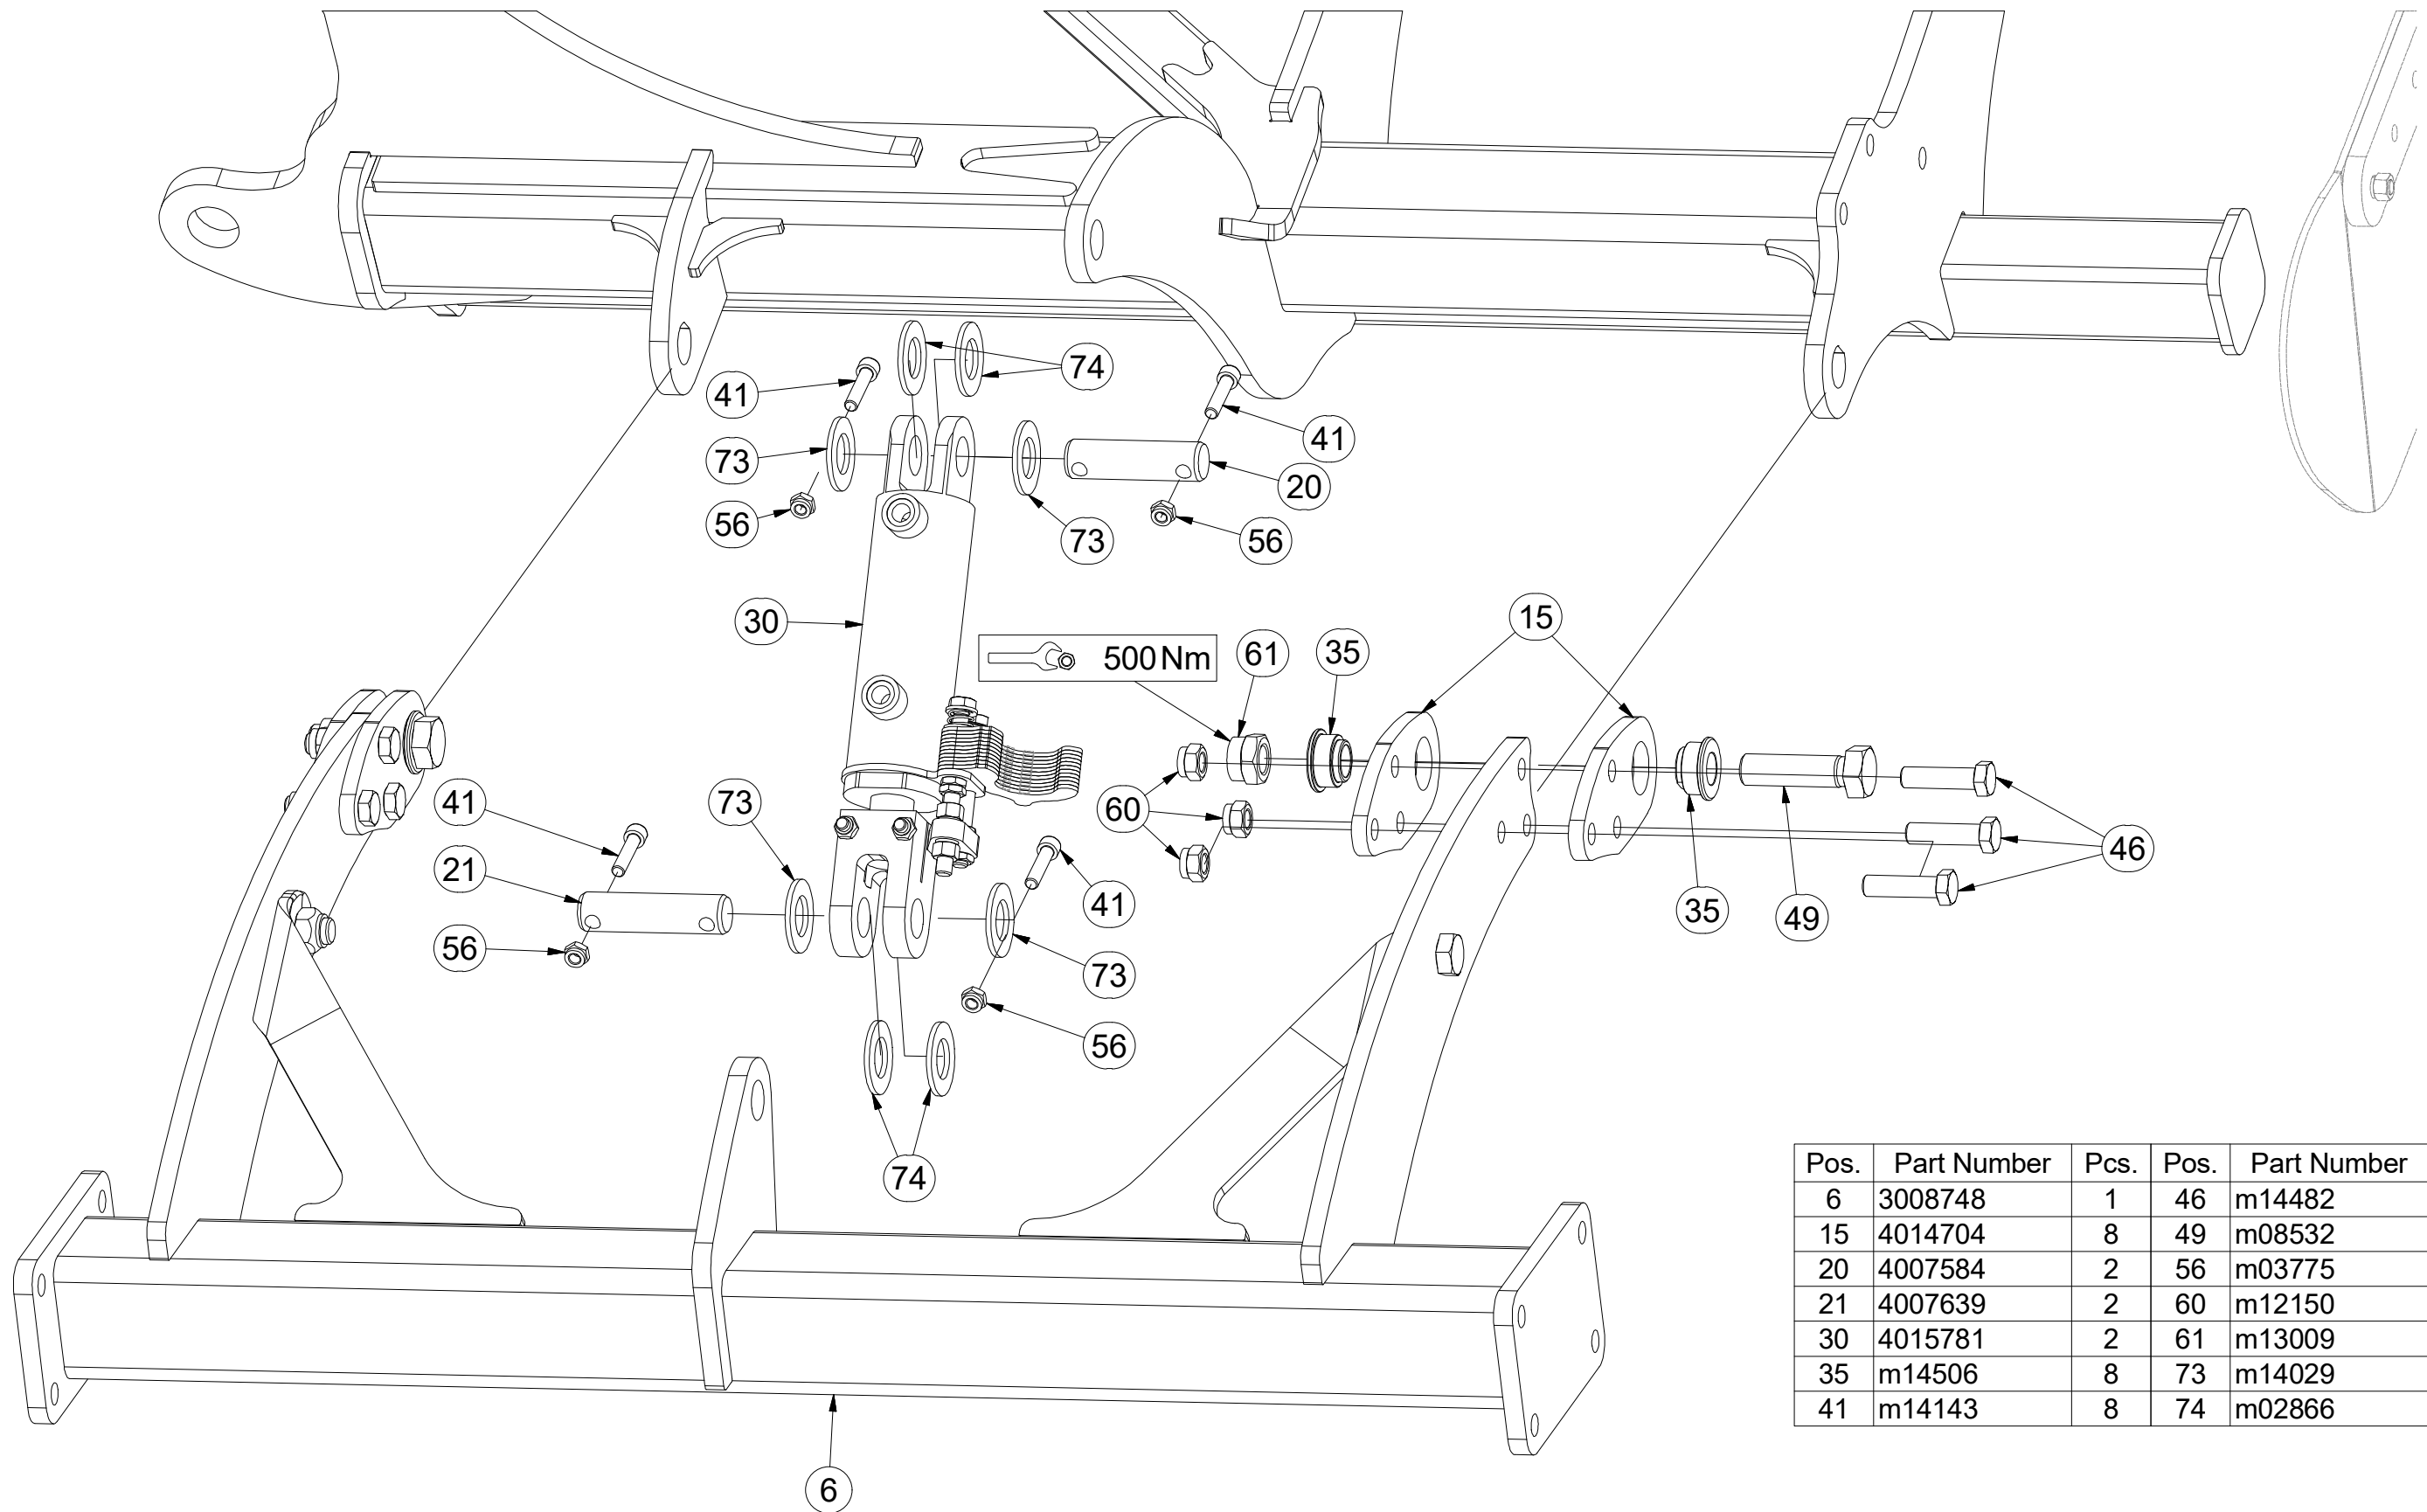 74
41
41
73
20
56
73
56
30
15
500 Nm
61
35
41
73
60
46
21
41
35
49
56
73
56
74
6
Pos. Part Number Pcs. Pos. Part Number
6 3008748 1 46 m14482
15 4014704 8 49 m08532
20 4007584 2 56 m03775
21 4007639 2 60 m12150
30 4015781 2 61 m13009
35 m14506 8 73 m14029
41 m14143 8 74 m02866